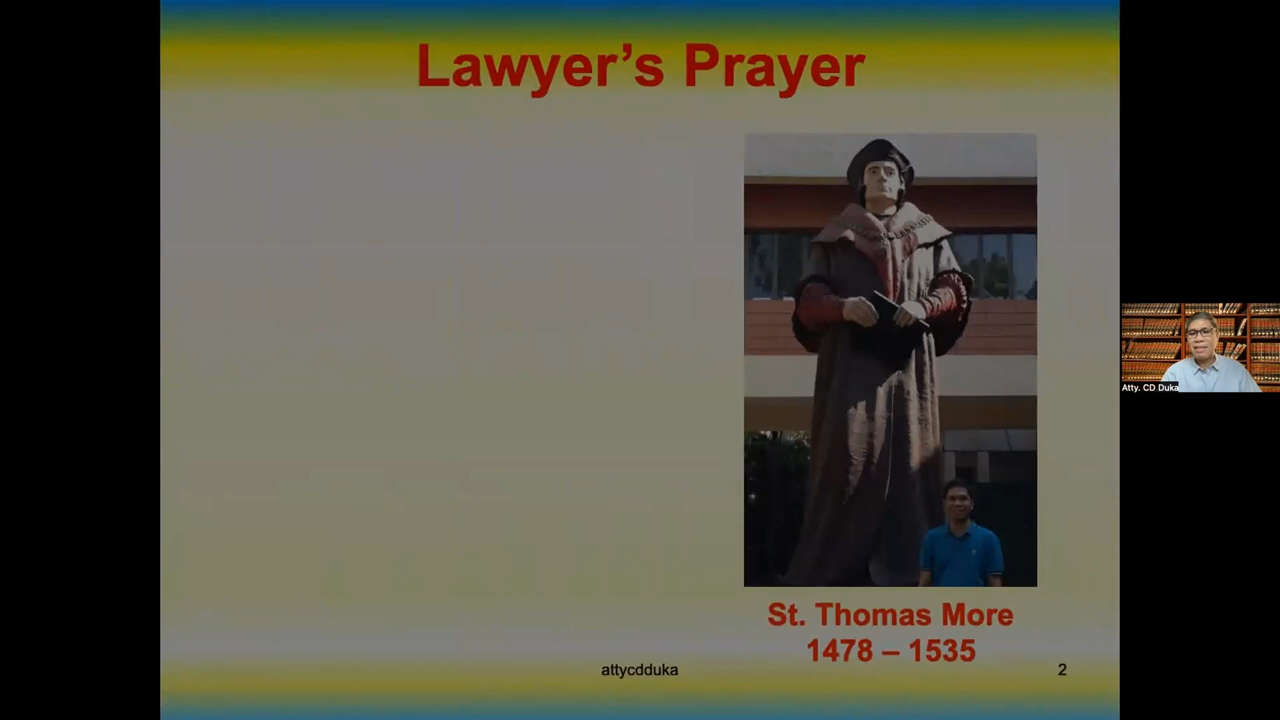 Lawyer’s Prayer
St. Thomas More
1478 – 1535
attycdduka
2
Atty. CD Duka